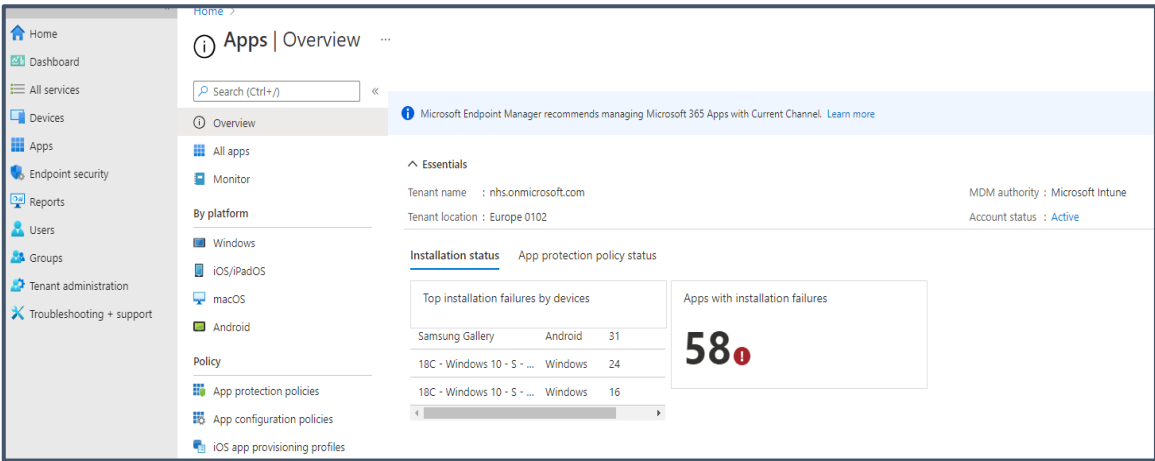 Home >
Home
Dashboard
All services
Devices
Apps
Endpoint security
Reports
Users
Groups
Tenant administration
Troubleshooting + support
Apps | Overview ...
Search (Ctrl+/) «
Overview
All apps
Monitor
By platform
Windows
iOS/iPadOS
macOS
Android
Policy
App protection policies
App configuration policies
iOS app provisioning profiles
Microsoft Endpoint Manager recommends managing Microsoft 365 Apps with Current Channel. Learn more
Essentials
Tenant name : nhs.onmicrosoft.com
Tenant location : Europe 0102
MDM authority : Microsoft Intune
Account status : Active
Installation status App protection policy status
Top installation failures by devices
Samsung Gallery Android 31
18C - Windows 10 - S - ... Windows 24
18C - Windows 10 - S - ... Windows 16
Apps with installation failures
58